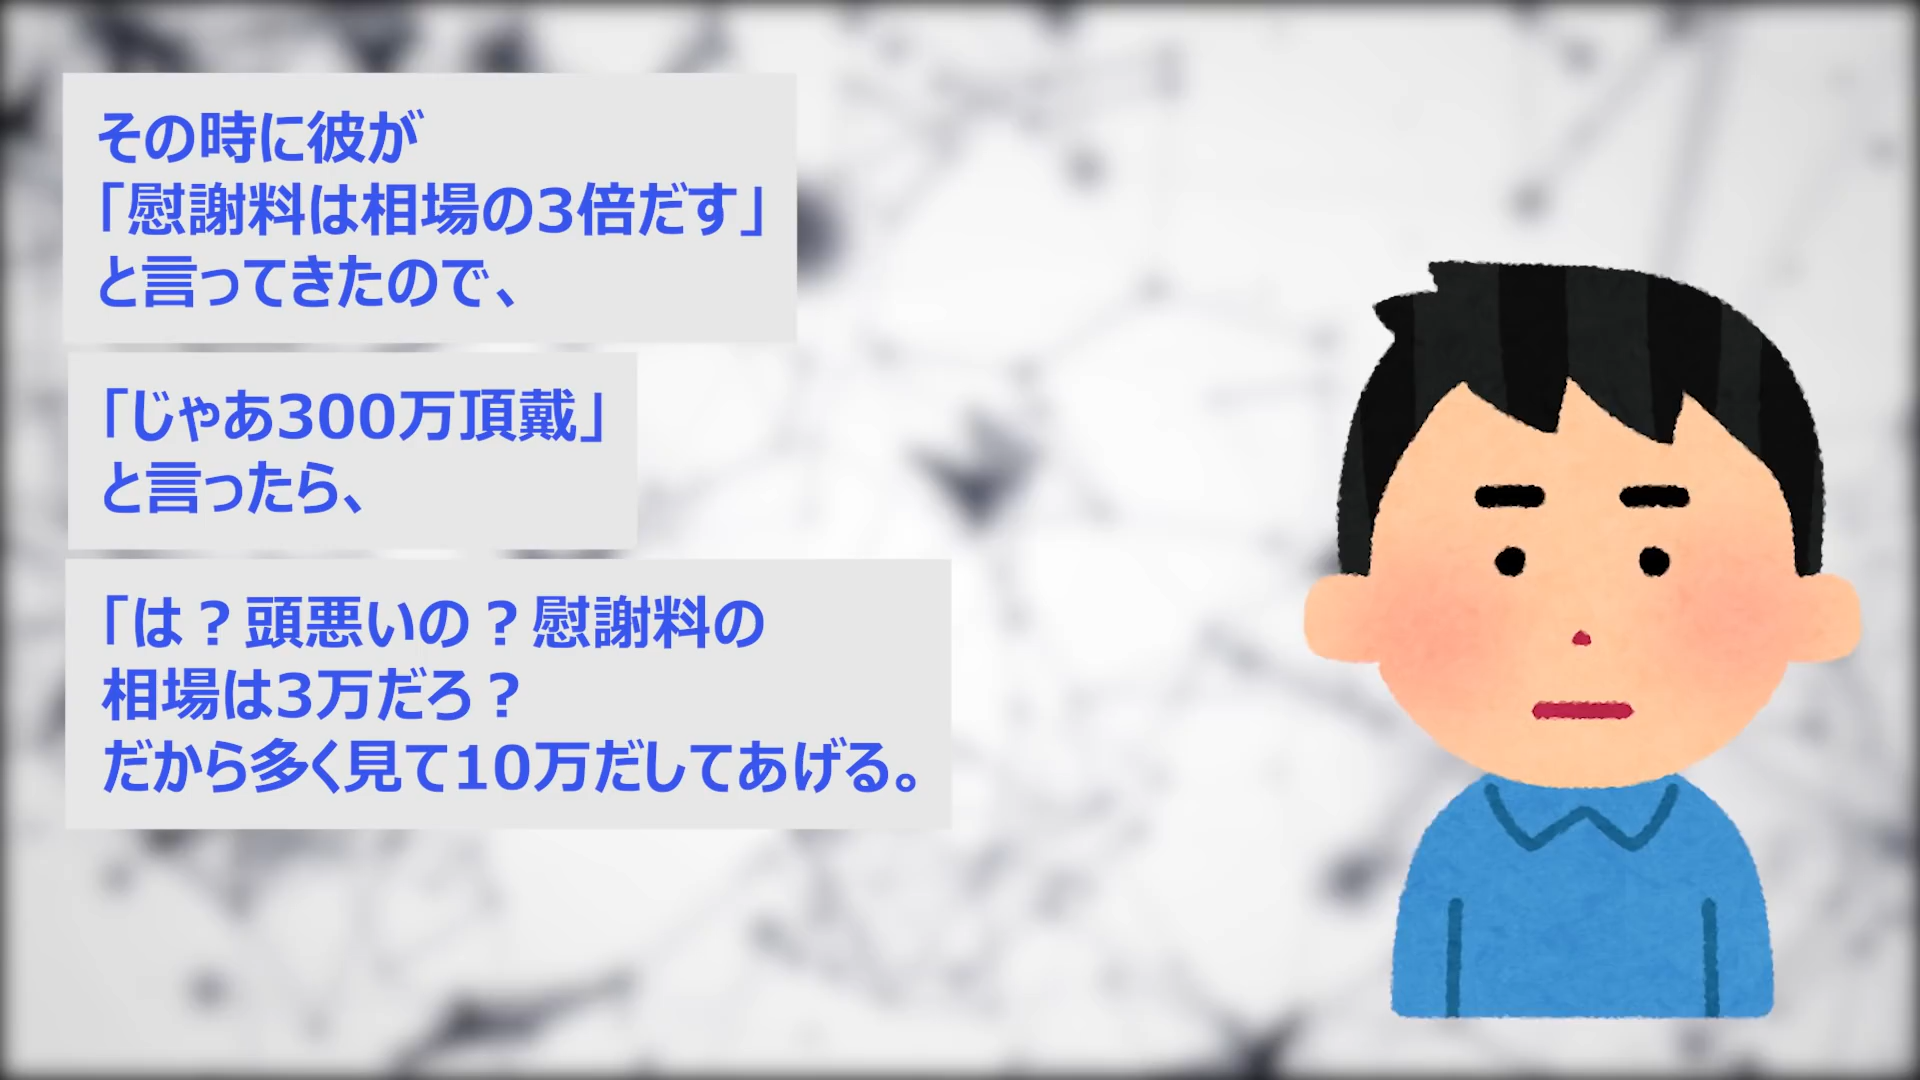 その時に彼が
「慰謝料は相場の3倍だす」
と言ってきたので、
「じゃあ300万頂戴」
と言ったら、
「は？頭悪いの？慰謝料の
相場は3万だろ？
だから多く見て10万だしてあげる。